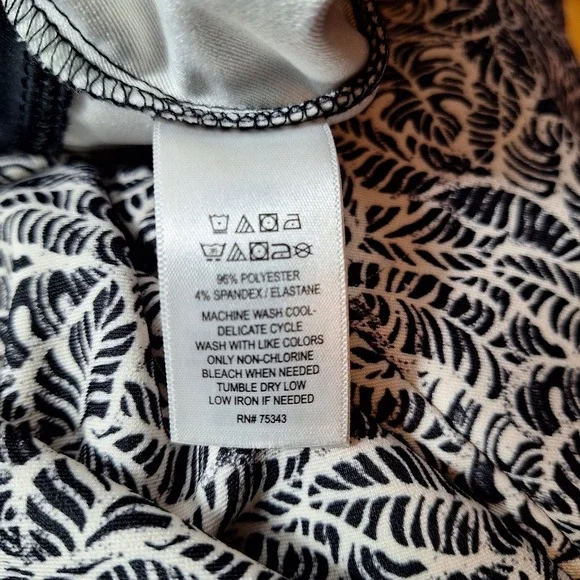 96% POLYESTER
4% SPANDEX / ELASTANE
MACHINE WASH COOL-
DELICATE CYCLE
WASH WITH LIKE COLORS
ONLY NON-CHLORINE
BLEACH WHEN NEEDED
TUMBLE DRY LOW
LOW IRON IF NEEDED
RN# 75343